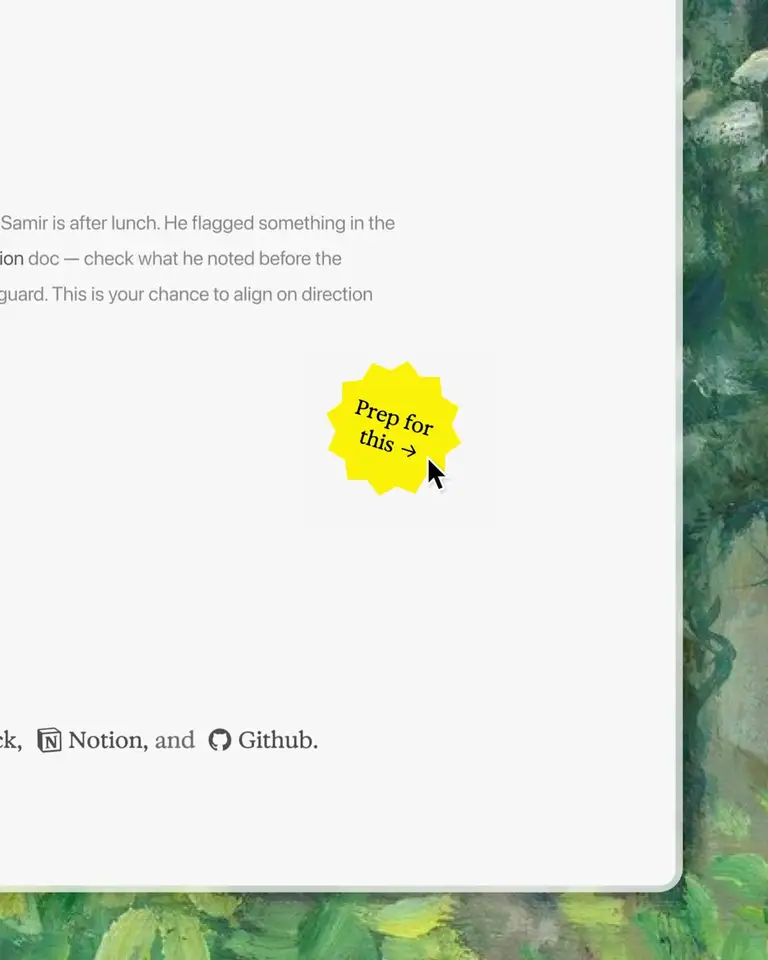 Samir is after lunch. He flagged something in the
ion doc — check what he noted before the
guard. This is your chance to align on direction
Prep for
this →
ck, Notion, and Github.